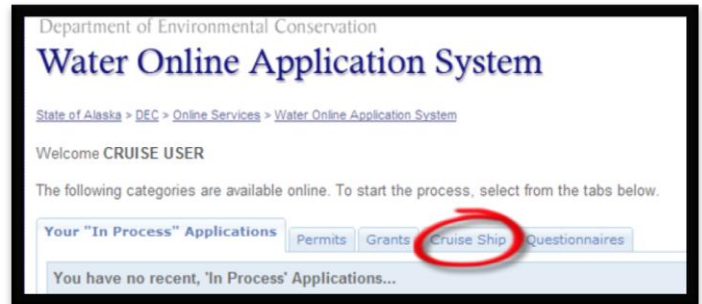 Department of Environmental Conservation
Water Online Application System
State of Alaska > DEC > Online Services > Water Online Application System
Welcome CRUISE USER
The following categories are available online. To start the process, select from the tabs below.
Your "In Process" Applications Permits Grants Cruise Ship Questionnaires
You have no recent, 'In Process' Applications...